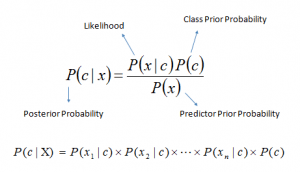 Likelihood
Class Prior Probability
P(c | x) = P(x | c)P(c) / P(x)
Posterior Probability
Predictor Prior Probability
P(c | X) = P(x₁ | c) × P(x₂ | c) × ⋯ × P(xₙ | c) × P(c)